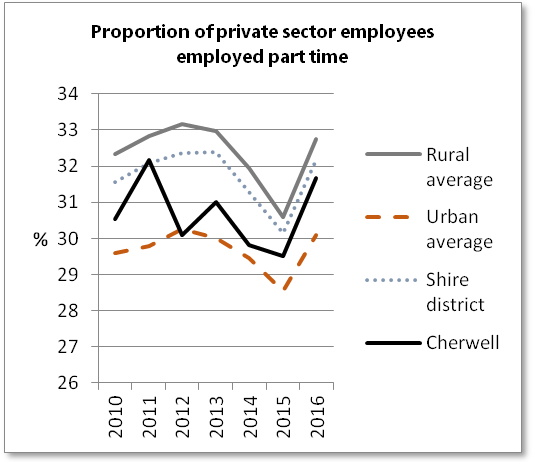 Proportion of private sector employees
employed part time
34
33
32
31
30
29
28
27
26
%
2010
2011
2012
2013
2014
2015
2016
Rural
average
Urban
average
Shire
district
Cherwell